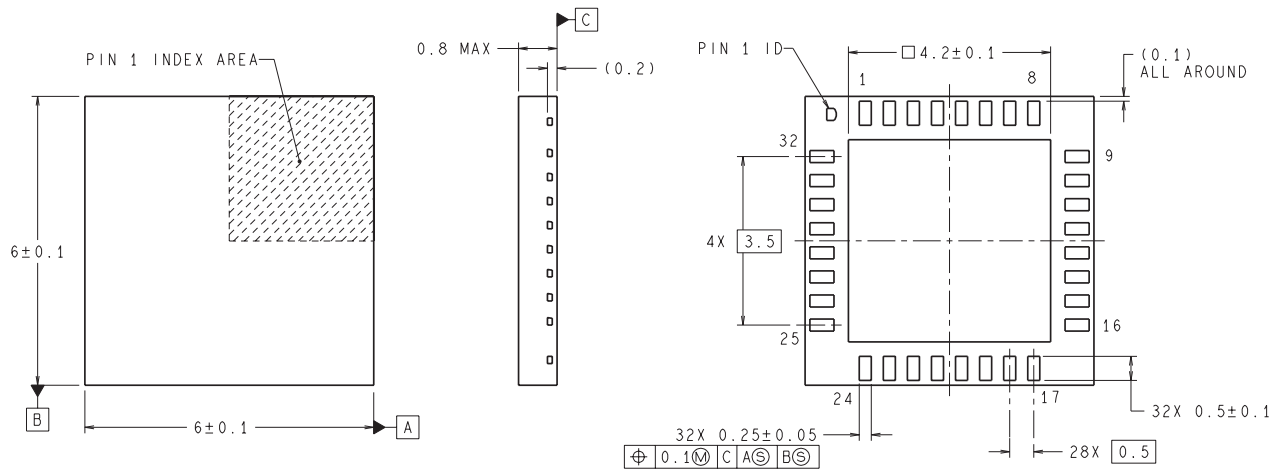 C
0.8 MAX
(0.2)
PIN 1 INDEX AREA
PIN 1 ID
□4.2±0.1
(0.1)
ALL AROUND
1
8
32
9
6±0.1
4X 3.5
25
16
24
17
B
6±0.1
A
32X 0.25±0.05
⌖ 0.1Ⓜ C AⓈ BⓈ
28X 0.5
32X 0.5±0.1